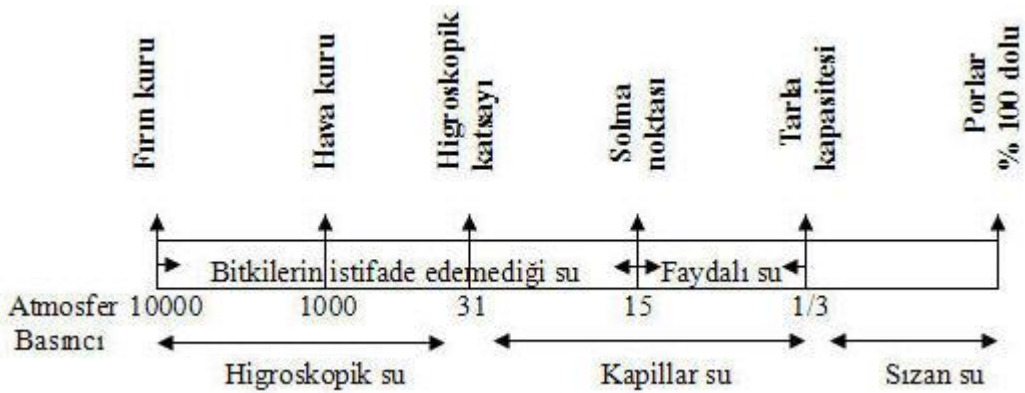 Fırın kuru
Hava kuru
Higroskopik
katsayı
Solma
noktası
Tarla
kapasitesi
Porlar
% 100 dolu
Bitkilerin istifade edemediği su
Faydalı su
Atmosfer 10000 1000 31 15 1/3
Basıncı
Higroskopik su
Kapillar su
Sızan su